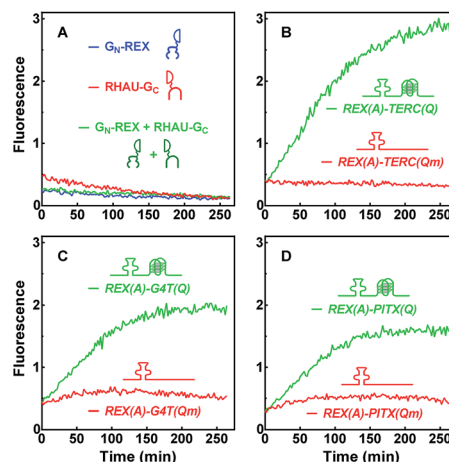 A
G_N-REX
RHAU-G_C
G_N-REX + RHAU-G_C
+
Fluorescence
3
2
1
0
0 50 100 150 200 250
B
REX(A)-TERC(Q)
REX(A)-TERC(Qm)
3
2
1
0
0 50 100 150 200 250
C
REX(A)-G4T(Q)
REX(A)-G4T(Qm)
Fluorescence
3
2
1
0
0 50 100 150 200 250
Time (min)
D
REX(A)-PITX(Q)
REX(A)-PITX(Qm)
3
2
1
0
0 50 100 150 200 250
Time (min)